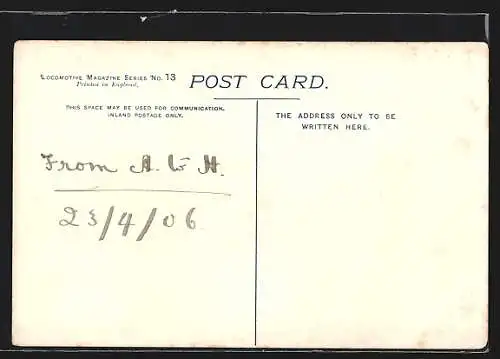 LOCOMOTIVE MAGAZINE SERIES NO. 13
Printed in England.
POST CARD.
THIS SPACE MAY BE USED FOR COMMUNICATION.
INLAND POSTAGE ONLY.
THE ADDRESS ONLY TO BE
WRITTEN HERE.
From A. W H.
23/4/06